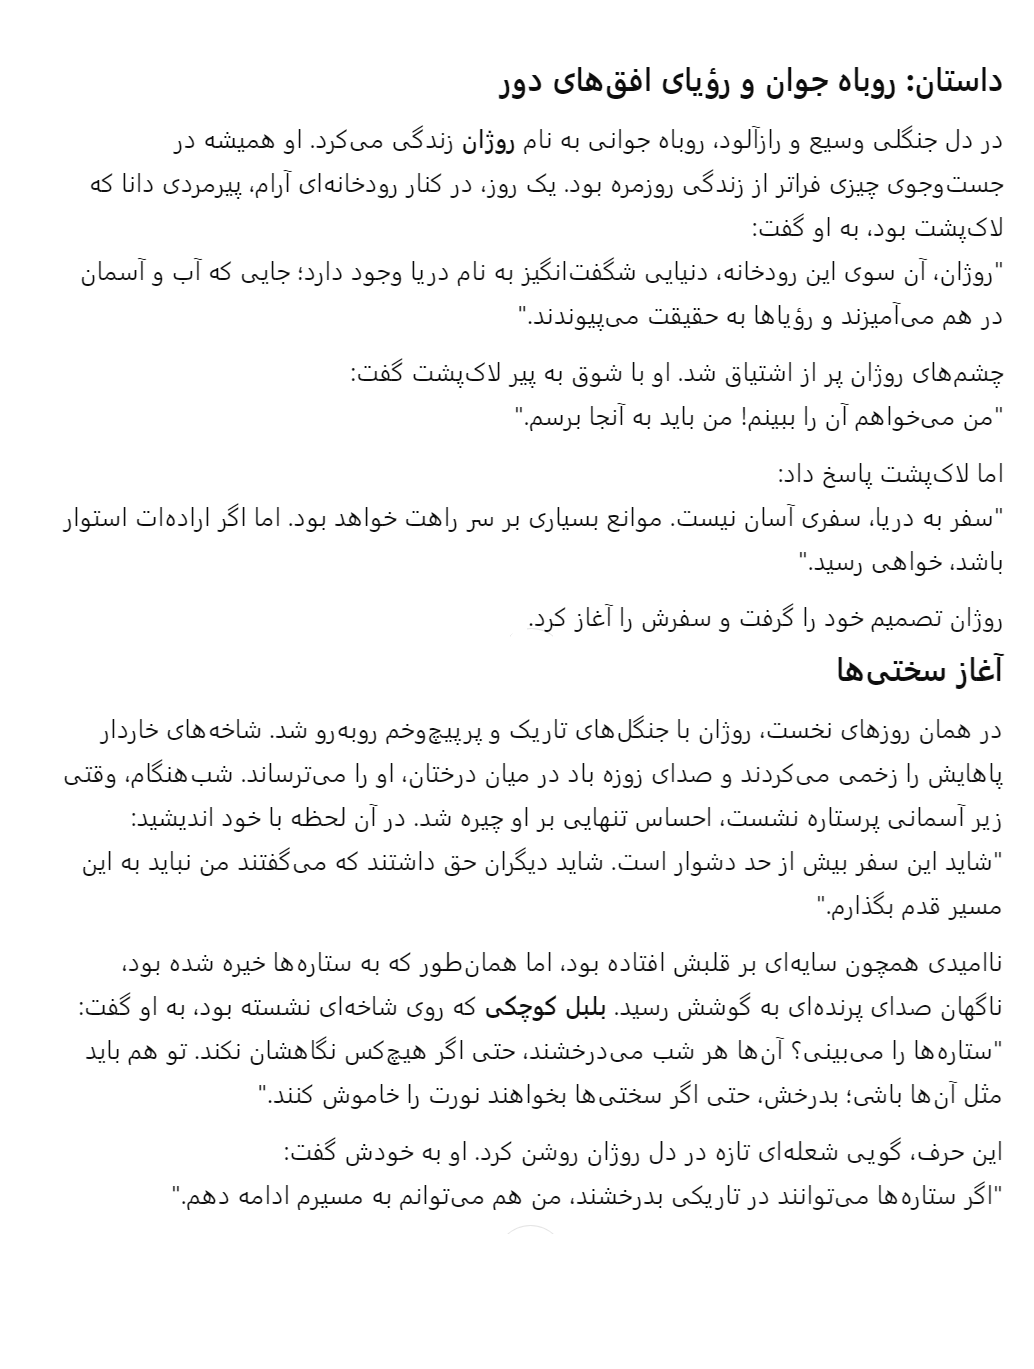 داستان: روباه جوان و رؤیای افق‌های دور
در دل جنگلی وسیع و رازآلود، روباه جوانی به نام روژان زندگی می‌کرد. او همیشه در
جست‌وجوی چیزی فراتر از زندگی روزمره بود. یک روز، در کنار رودخانه‌ای آرام، پیرمردی دانا که
لاک‌پشت بود، به او گفت:
"روژان، آن سوی این رودخانه، دنیایی شگفت‌انگیز به نام دریا وجود دارد؛ جایی که آب و آسمان
در هم می‌آمیزند و رؤیاها به حقیقت می‌پیوندند."
چشم‌های روژان پر از اشتیاق شد. او با شوق به پیر لاک‌پشت گفت:
"من می‌خواهم آن را ببینم! من باید به آنجا برسم."
اما لاک‌پشت پاسخ داد:
"سفر به دریا، سفری آسان نیست. موانع بسیاری بر سر راهت خواهد بود. اما اگر اراده‌ات استوار
باشد، خواهی رسید."
روژان تصمیم خود را گرفت و سفرش را آغاز کرد.
آغاز سختی‌ها
در همان روزهای نخست، روژان با جنگل‌های تاریک و پرپیچ‌وخم روبه‌رو شد. شاخه‌های خاردار
پاهایش را زخمی می‌کردند و صدای زوزه باد در میان درختان، او را می‌ترساند. شب‌هنگام، وقتی
زیر آسمانی پرستاره نشست، احساس تنهایی بر او چیره شد. در آن لحظه با خود اندیشید:
"شاید این سفر بیش از حد دشوار است. شاید دیگران حق داشتند که می‌گفتند من نباید به این
مسیر قدم بگذارم."
ناامیدی همچون سایه‌ای بر قلبش افتاده بود، اما همان‌طور که به ستاره‌ها خیره شده بود،
ناگهان صدای پرنده‌ای به گوشش رسید. بلبل کوچکی که روی شاخه‌ای نشسته بود، به او گفت:
"ستاره‌ها را می‌بینی؟ آن‌ها هر شب می‌درخشند، حتی اگر هیچ‌کس نگاهشان نکند. تو هم باید
مثل آن‌ها باشی؛ بدرخش، حتی اگر سختی‌ها بخواهند نورت را خاموش کنند."
این حرف، گویی شعله‌ای تازه در دل روژان روشن کرد. او به خودش گفت:
"اگر ستاره‌ها می‌توانند در تاریکی بدرخشند، من هم می‌توانم به مسیرم ادامه دهم."